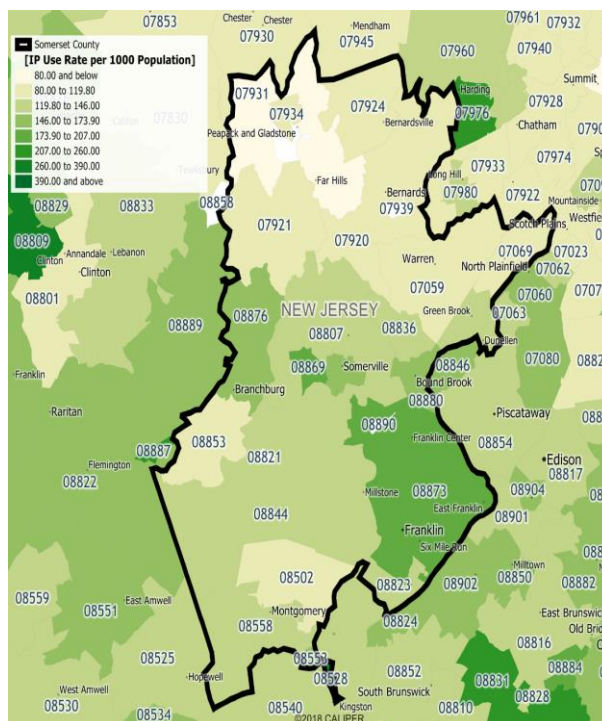 Somerset County
[IP Use Rate per 1000 Population]
80.00 and below
80.00 to 119.80
119.80 to 146.00
146.00 to 173.90
173.90 to 207.00
207.00 to 260.00
260.00 to 390.00
390.00 and above
07853
Chester
Chester
07930
Mendham
07945
07961
07932
07960
07940
Summit
07931
07934
07924
Peapack and Gladstone
Bernardsville
Harding
07976
07928
Chatham
07830
Tewksbury
Far Hills
Long Hill
07933
07974
07980
Bernards
07939
07922
Mountainside
Westfie
Scotch Plains
08829
08833
08858
07921
07920
08809
Clinton
Annandale
Lebanon
Clinton
Warren
07069
North Plainfield
07023
07062
07059
07060
08801
08876
NEW JERSEY
Green Brook
07063
08889
08807
08836
Dunellen
07080
Franklin
08869
Somerville
08846
Bound Brook
Branchburg
08880
Raritan
08890
Piscataway
08853
Franklin Center
08854
08887
08821
Edison
08817
Flemington
08822
Millstone
08873
08904
08844
East Franklin
08901
Franklin
Six Mile Run
08502
08823
08902
Milltown
08850
08882
08559
East Amwell
08551
Montgomery
08824
East Brunswick
Old Brid
08558
08816
08525
08553
08528
08852
08884
Hopewell
08831
West Amwell
South Brunswick
08828
08530
08534
08540
Kingston
08810
©2018 CALIPER